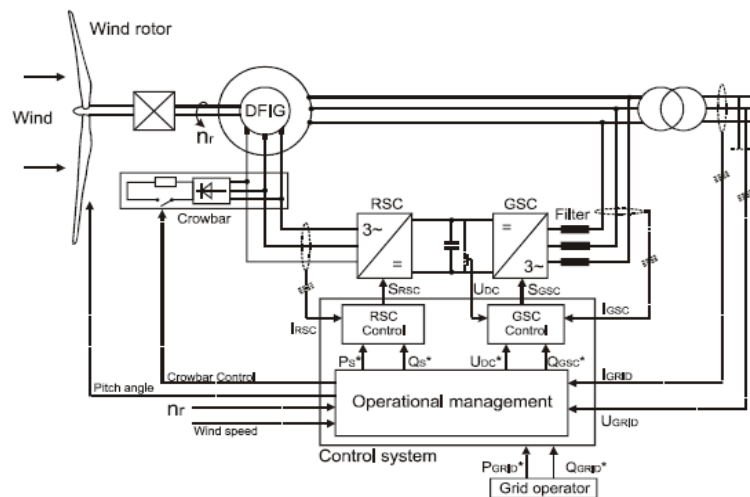 Wind rotor
Wind
DFIG
nr
Crowbar
RSC
GSC
Filter
3~
=
=
3~
SRSC
UDC
SGSC
IRSC
RSC
Control
GSC
Control
IGSC
PS*
QS*
UDC*
QGSC*
IGRID
Crowbar Control
Pitch angle
Operational management
nr
UGRID
Wind speed
Control system
PGRID*
QGRID*
Grid operator